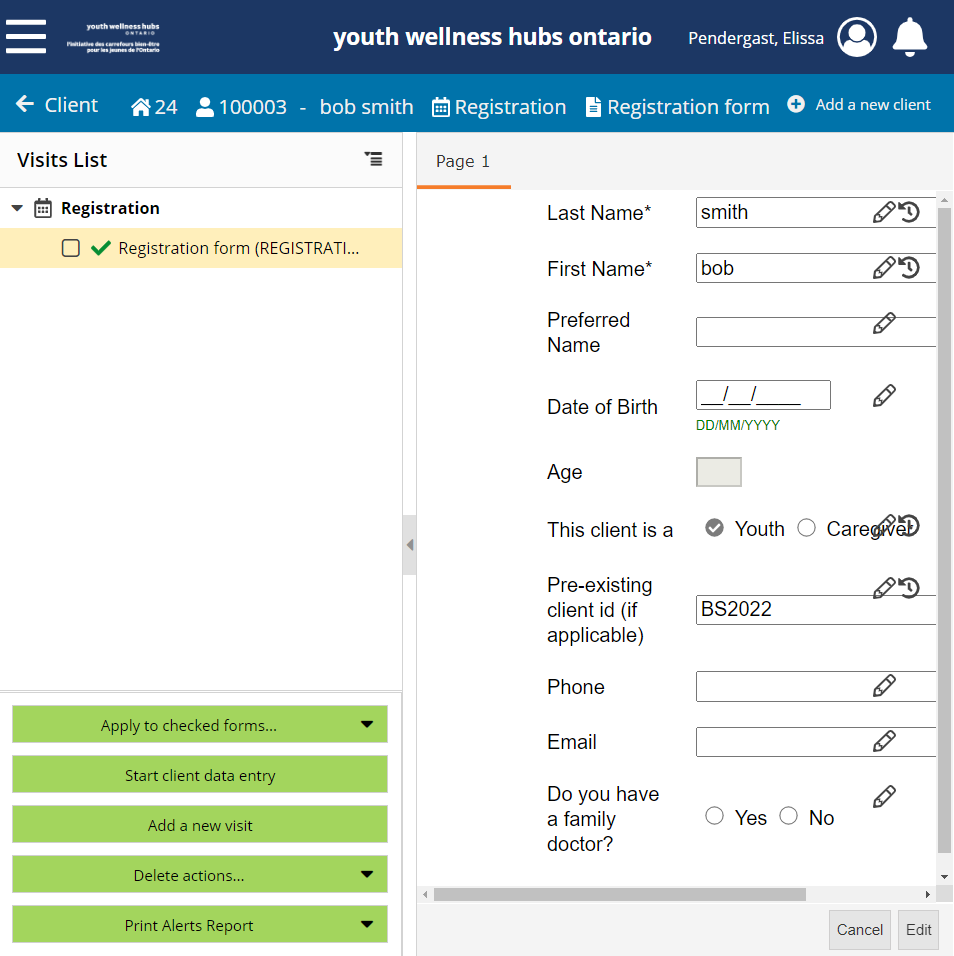 youth wellness hubs
ONTARIO
l'initiative des carrefours bien-être
pour les jeunes de l'Ontario
youth wellness hubs ontario
Pendergast, Elissa
Client
24
100003 - bob smith
Registration
Registration form
Add a new client
Visits List
Registration
Registration form (REGISTRATI...
Apply to checked forms...
Start client data entry
Add a new visit
Delete actions...
Print Alerts Report
Page 1
Last Name* smith
First Name* bob
Preferred
Name
Date of Birth __/__/____
DD/MM/YYYY
Age
This client is a Youth Caregiver
Pre-existing
client id (if
applicable)
BS2022
Phone
Email
Do you have
a family
doctor?
Yes No
Cancel Edit